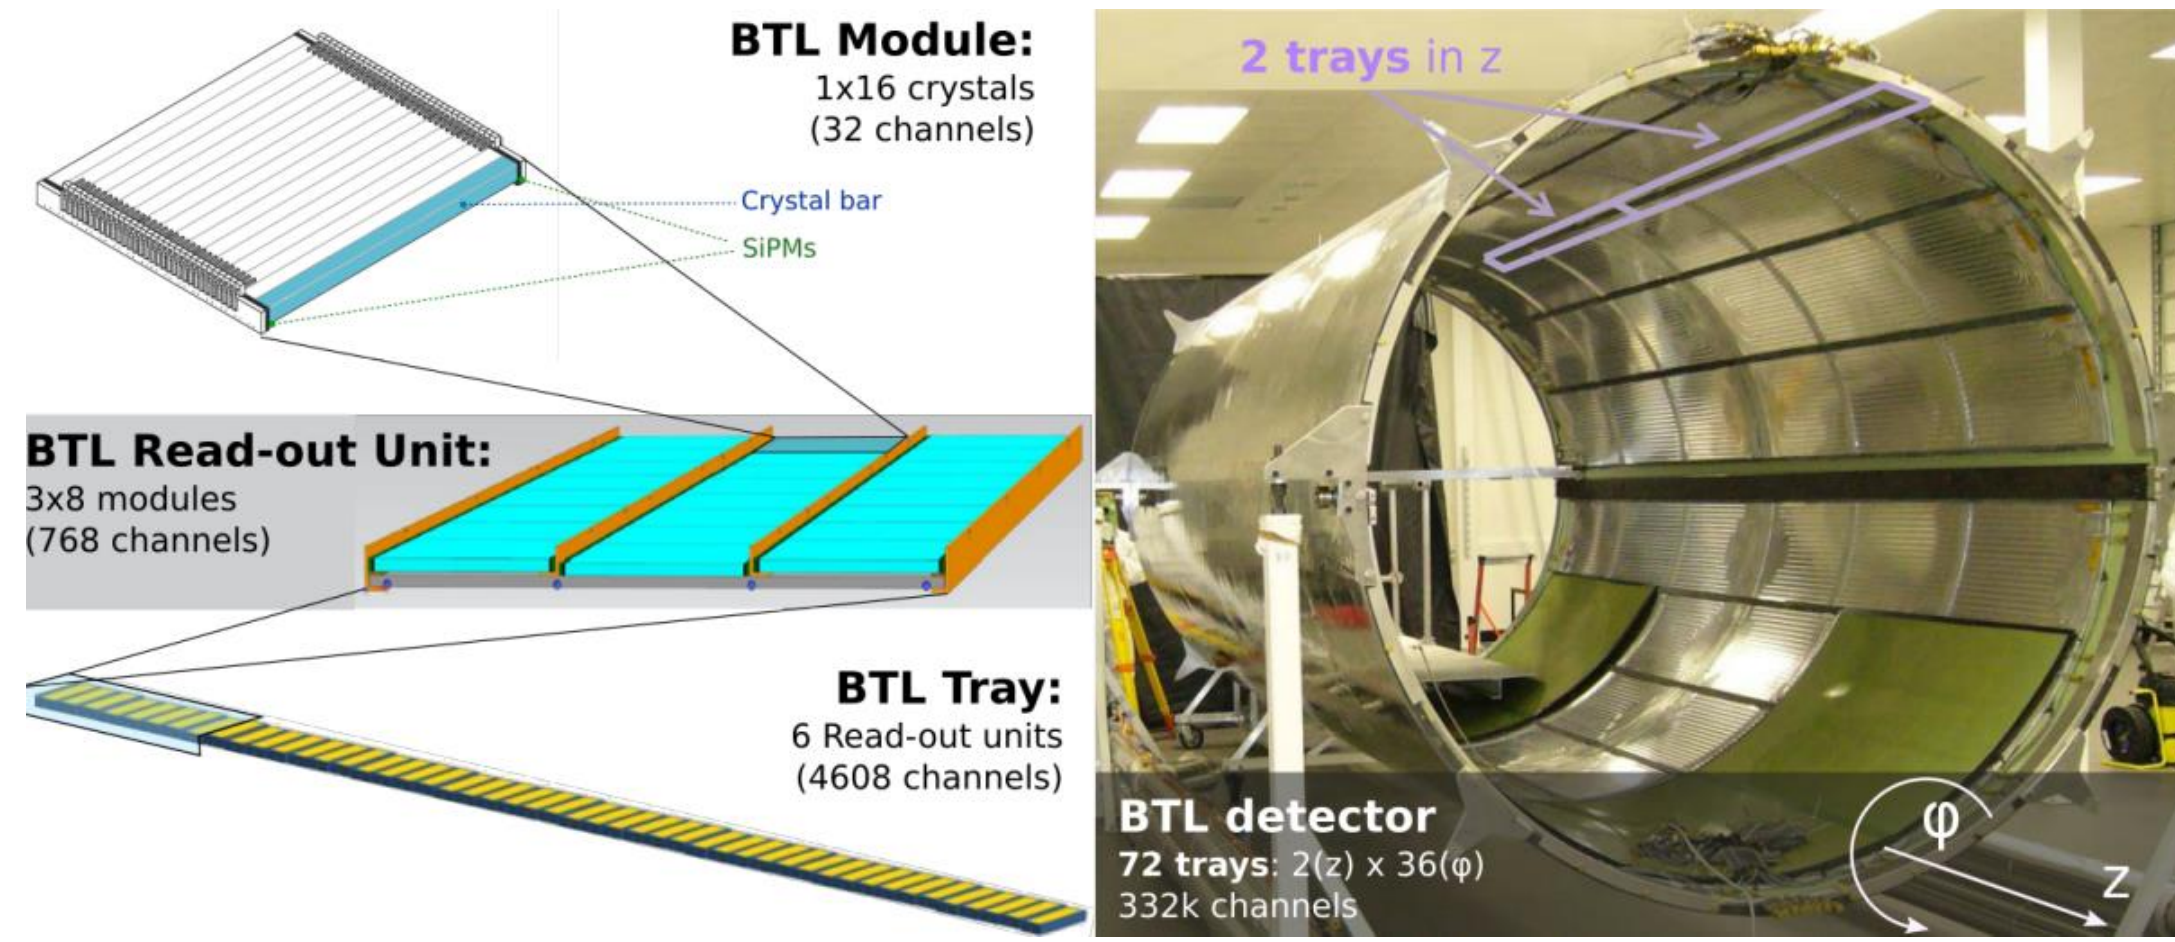 BTL Module:
1x16 crystals
(32 channels)
Crystal bar
SiPMs
BTL Read-out Unit:
3x8 modules
(768 channels)
BTL Tray:
6 Read-out units
(4608 channels)
2 trays in z
BTL detector
72 trays: 2(z) x 36(φ)
332k channels
φ
z